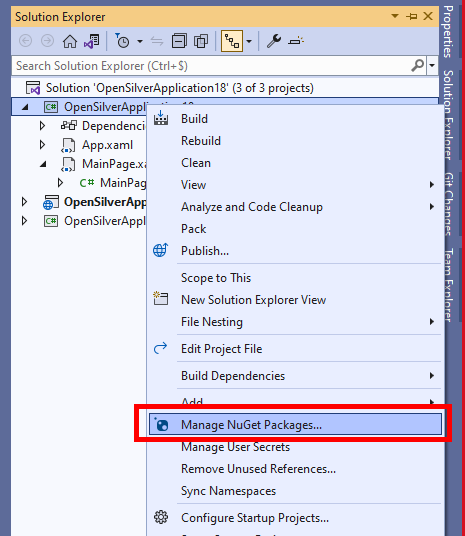 Solution Explorer
Search Solution Explorer (Ctrl+$)
Solution 'OpenSilverApplication18' (3 of 3 projects)
OpenSilverApplication18
Dependenci
App.xaml
MainPage.xa
C# MainPag
OpenSilverApp
C# OpenSilverAppl
Build
Rebuild
Clean
View
Analyze and Code Cleanup
Pack
Publish...
Scope to This
New Solution Explorer View
File Nesting
Edit Project File
Build Dependencies
Add
Manage NuGet Packages...
Manage User Secrets
Remove Unused References...
Sync Namespaces
Configure Startup Projects...
Properties
Solution Explorer
Git Changes
Team Explorer